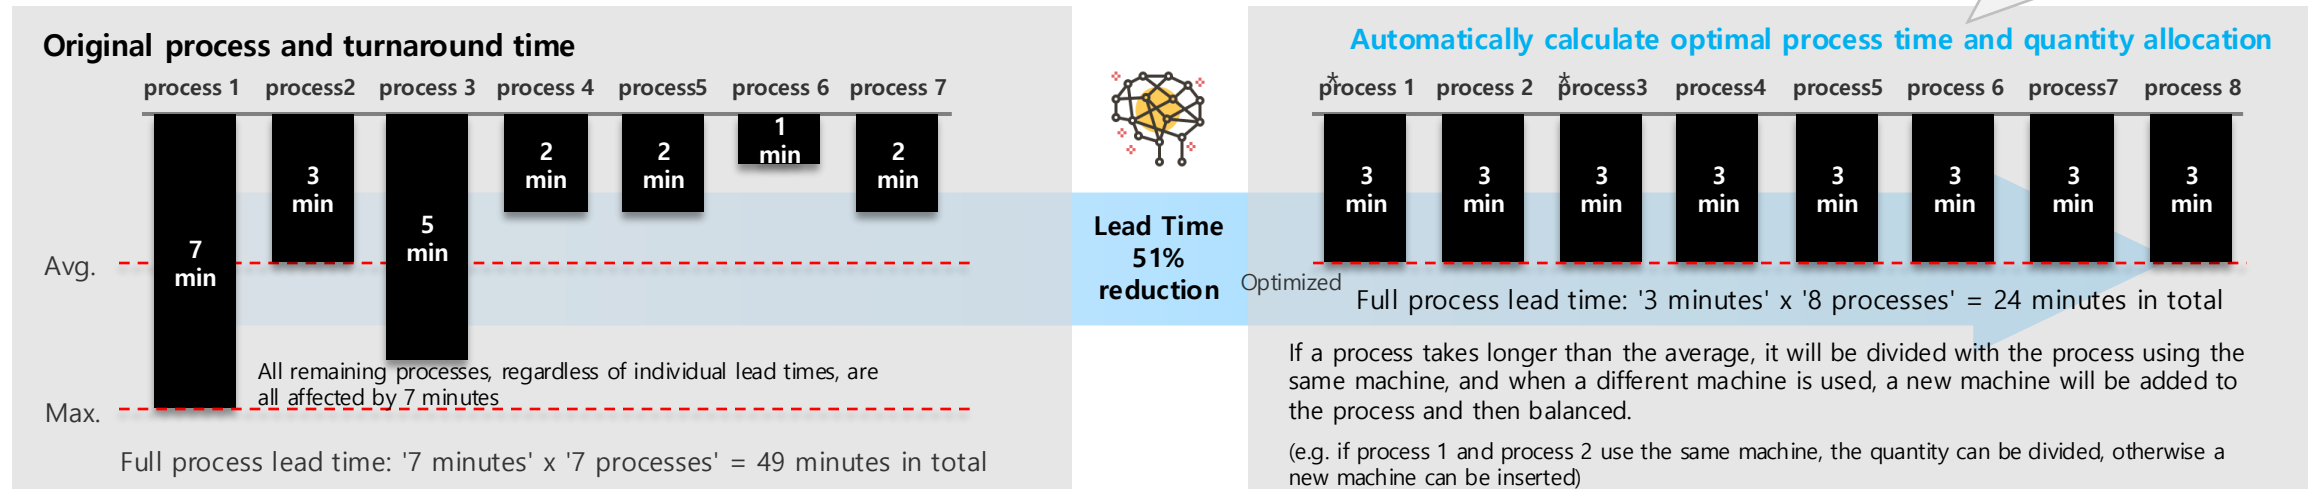 Original process and turnaround time
process 1 process2 process 3 process 4 process5 process 6 process 7
7 min
3 min
5 min
2 min
2 min
1 min
2 min
Avg.
Max.
All remaining processes, regardless of individual lead times, are
all affected by 7 minutes
Full process lead time: '7 minutes' x '7 processes' = 49 minutes in total
Lead Time
51%
reduction
Automatically calculate optimal process time and quantity allocation
* *
process 1 process 2 process3 process4 process5 process 6 process7 process 8
3 min
3 min
3 min
3 min
3 min
3 min
3 min
3 min
Optimized
Full process lead time: '3 minutes' x '8 processes' = 24 minutes in total
If a process takes longer than the average, it will be divided with the process using the
same machine, and when a different machine is used, a new machine will be added to
the process and then balanced.
(e.g. if process 1 and process 2 use the same machine, the quantity can be divided, otherwise a
new machine can be inserted)